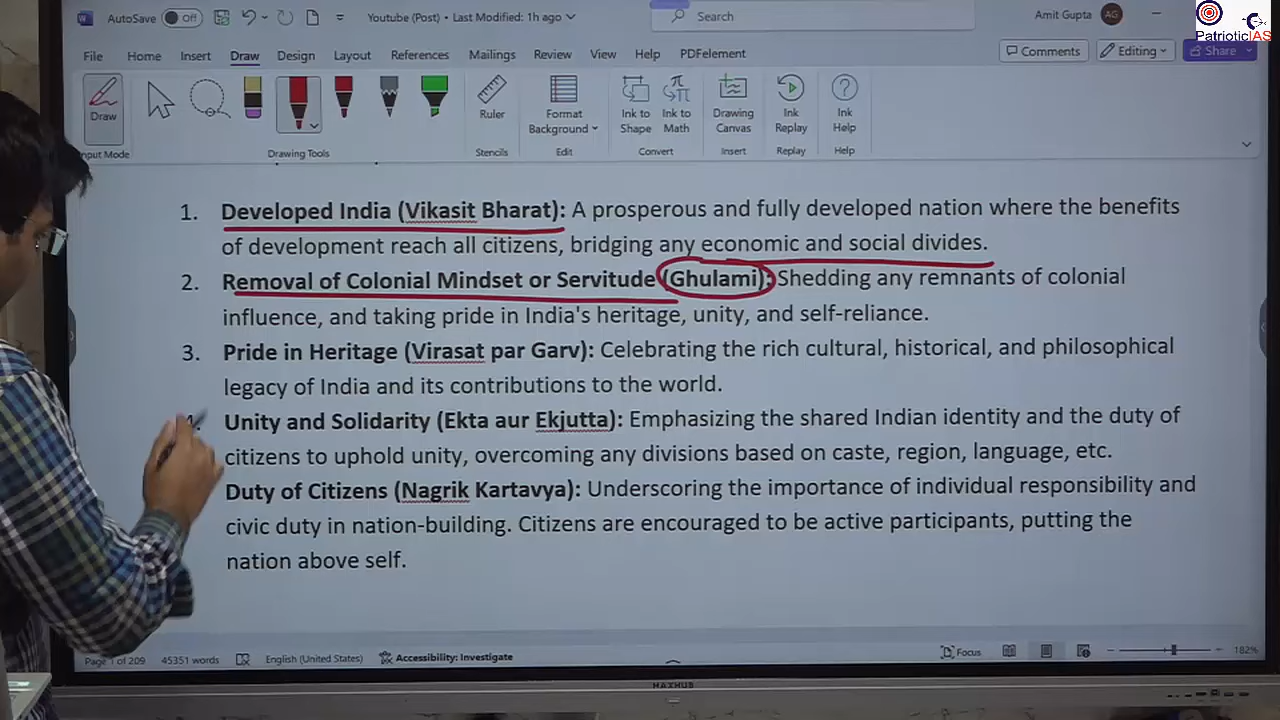 AutoSave Off Youtube (Post) • Last Modified: 1h ago Search Amit Gupta AG
PatrioticIAS
File Home Insert Draw Design Layout References Mailings Review View Help PDFelement Comments Editing Share
Draw Ruler Format Background Ink to Shape Ink to Math Drawing Canvas Ink Replay Ink Help
Input Mode Drawing Tools Stencils Edit Convert Insert Replay Help
1. Developed India (Vikasit Bharat): A prosperous and fully developed nation where the benefits
of development reach all citizens, bridging any economic and social divides.
2. Removal of Colonial Mindset or Servitude (Ghulami): Shedding any remnants of colonial
influence, and taking pride in India's heritage, unity, and self-reliance.
3. Pride in Heritage (Virasat par Garv): Celebrating the rich cultural, historical, and philosophical
legacy of India and its contributions to the world.
Unity and Solidarity (Ekta aur Ekjutta): Emphasizing the shared Indian identity and the duty of
citizens to uphold unity, overcoming any divisions based on caste, region, language, etc.
Duty of Citizens (Nagrik Kartavya): Underscoring the importance of individual responsibility and
civic duty in nation-building. Citizens are encouraged to be active participants, putting the
nation above self.
Page 1 of 209 45351 words English (United States) Accessibility: Investigate Focus 182%
MAXHUB